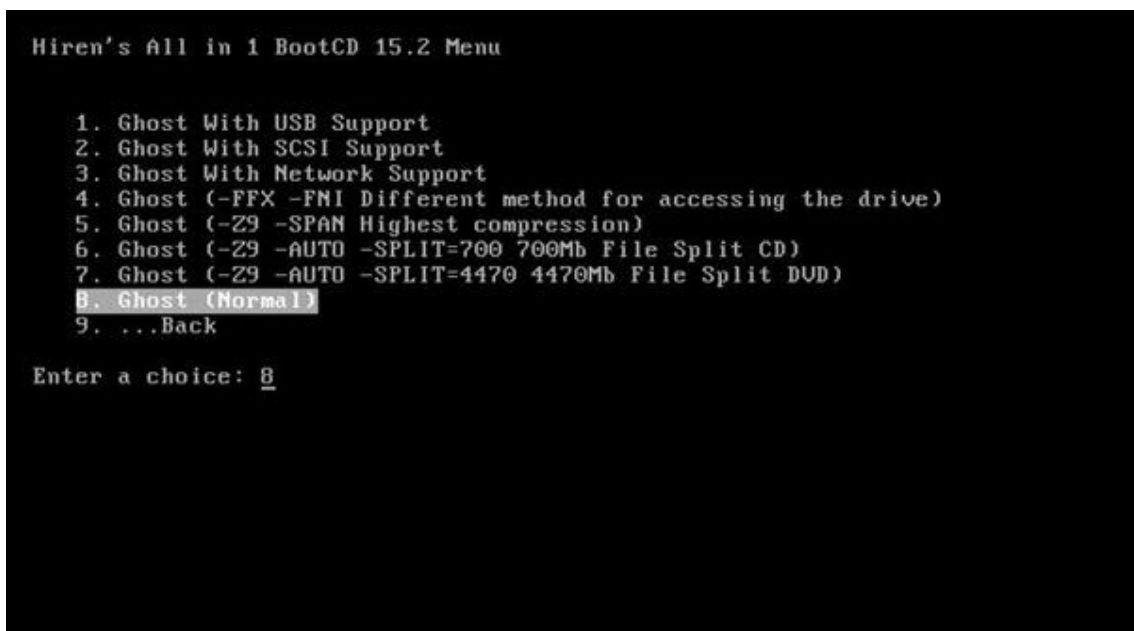 Hiren's All in 1 BootCD 15.2 Menu
1. Ghost With USB Support
2. Ghost With SCSI Support
3. Ghost With Network Support
4. Ghost (-FFX -FNI Different method for accessing the drive)
5. Ghost (-Z9 -SPAN Highest compression)
6. Ghost (-Z9 -AUTO -SPLIT=700 700Mb File Split CD)
7. Ghost (-Z9 -AUTO -SPLIT=4470 4470Mb File Split DVD)
8. Ghost (Normal)
9. ...Back
Enter a choice: 8